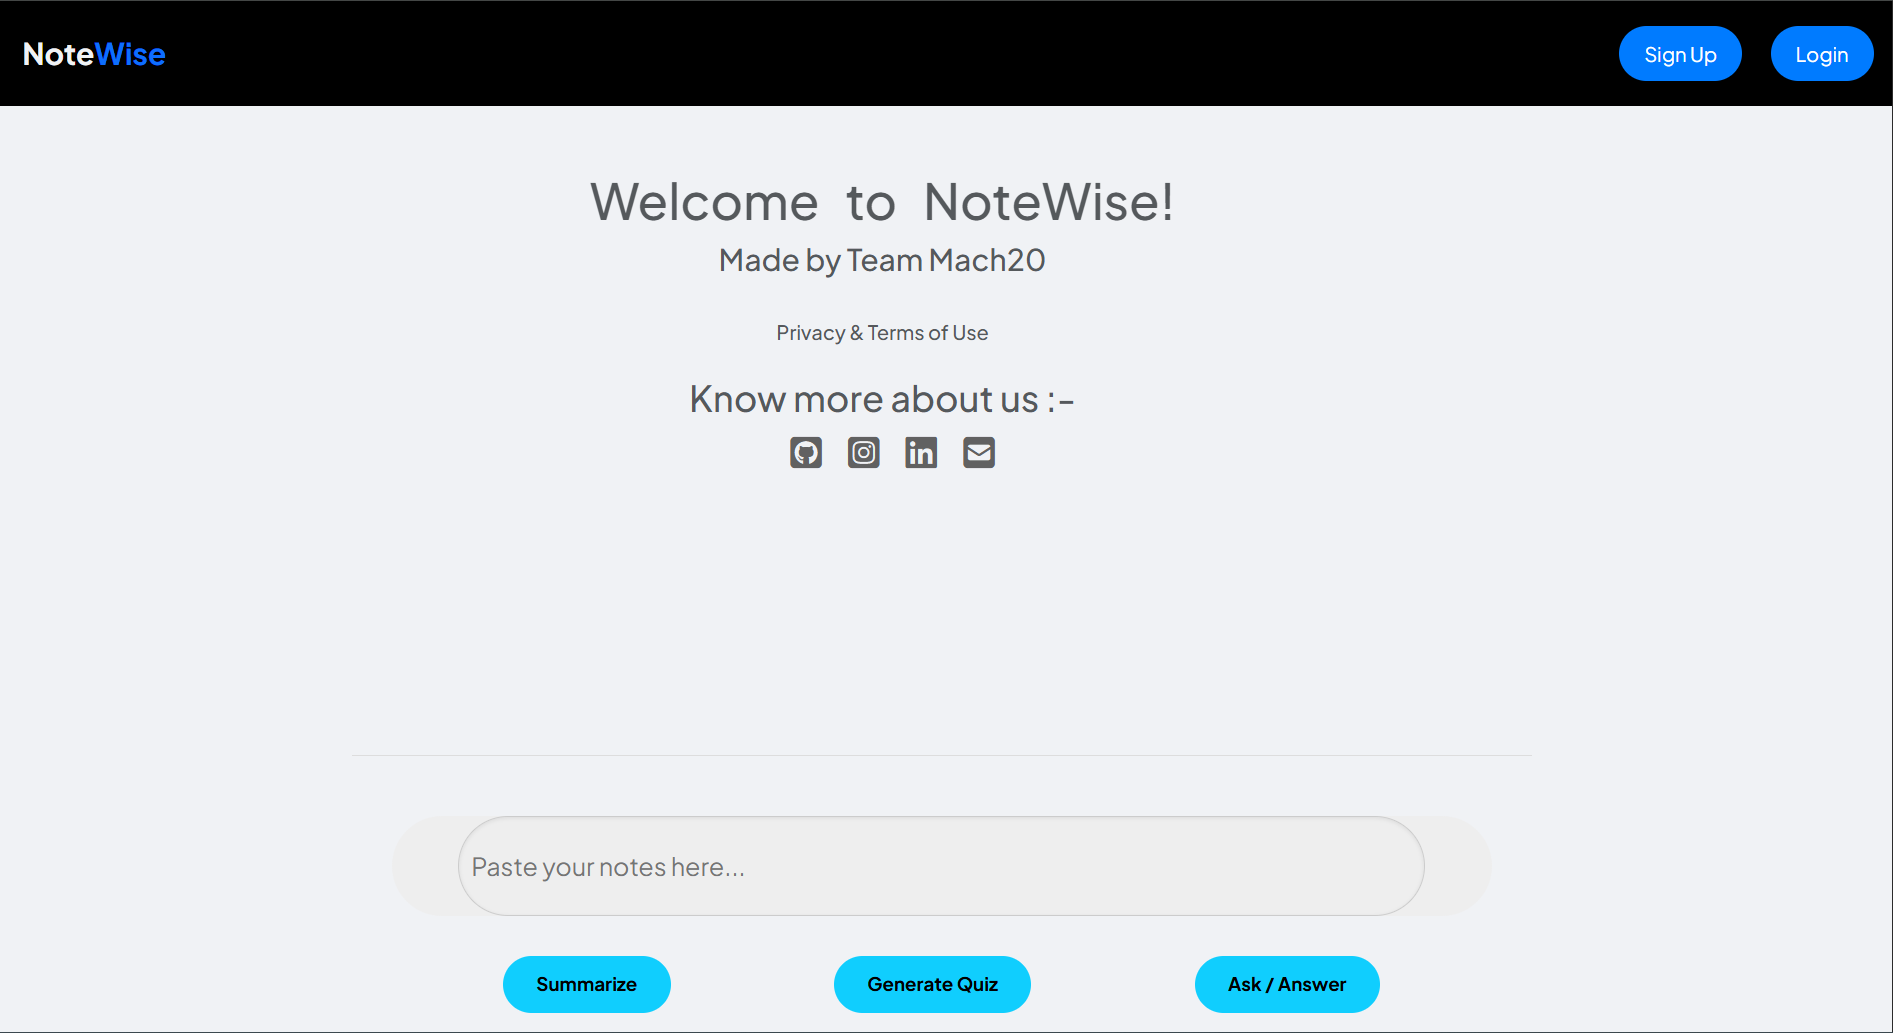 NoteWise
Sign Up
Login
Welcome to NoteWise!
Made by Team Mach20
Privacy & Terms of Use
Know more about us :-
in
Paste your notes here...
Summarize
Generate Quiz
Ask / Answer